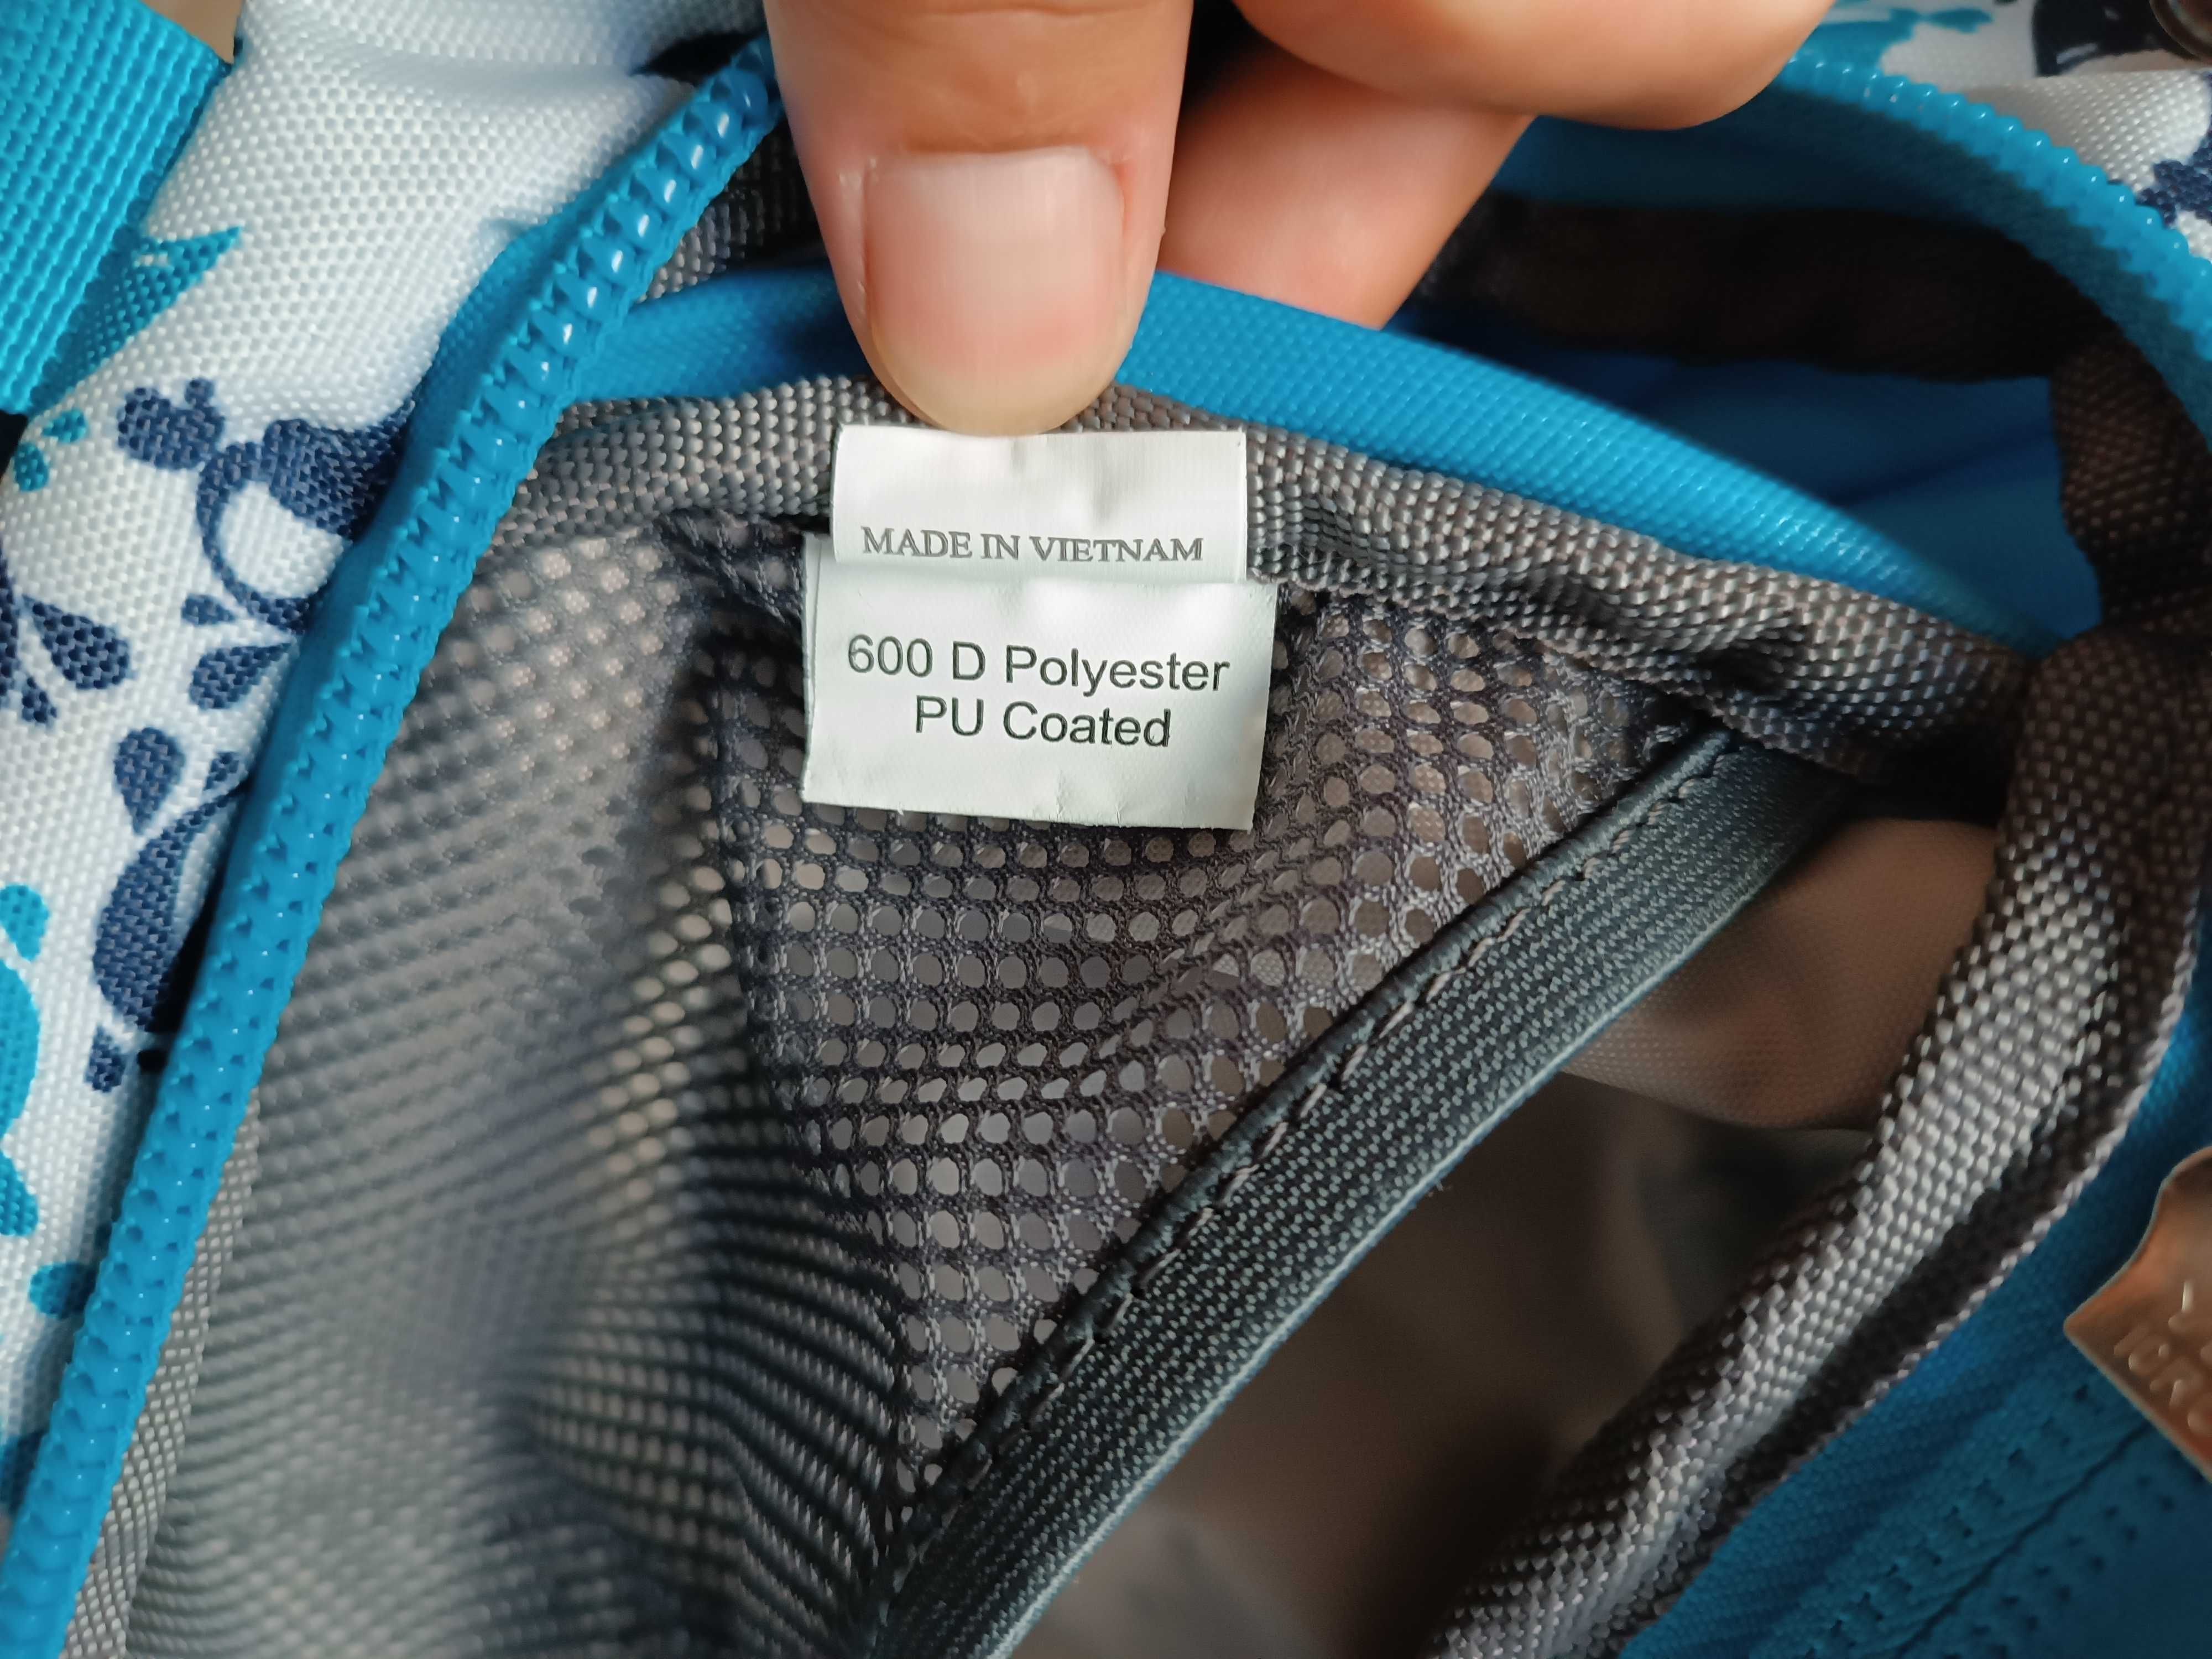 MADE IN VIETNAM
600 D Polyester
PU Coated